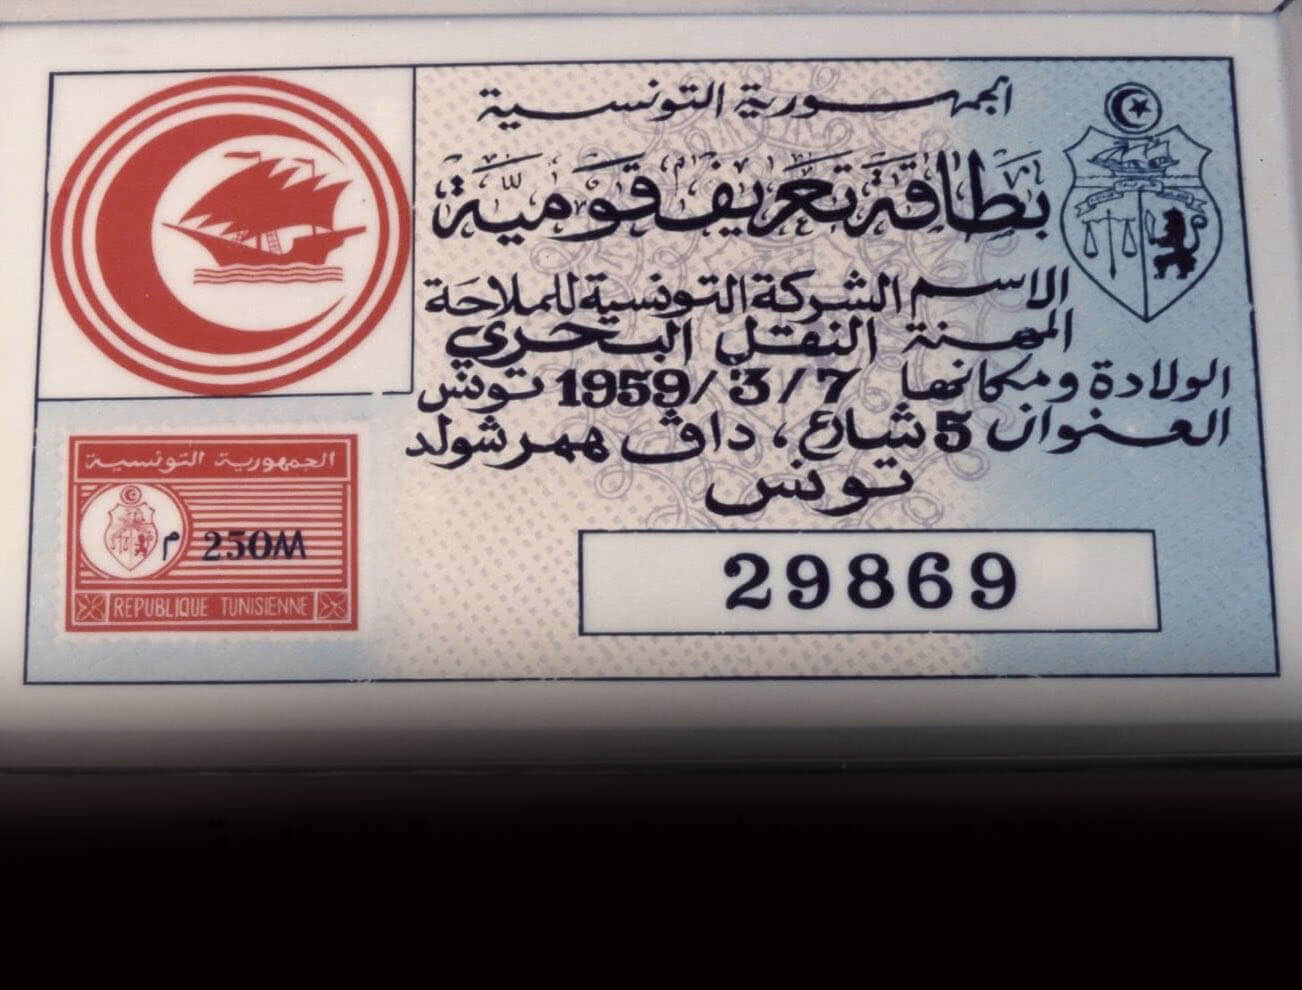 الجمهورية التونسية
بطاقة تعريف قومية
الاسم الشركة التونسية للملاحة
المهنة النقل البحري
الولادة ومكانها 7 / 3 / 1959 تونس
العنوان 5 شارع، داڨ همرشولد
تونس
29869
الجمهورية التونسية
م 250M
REPUBLIQUE TUNISIENNE